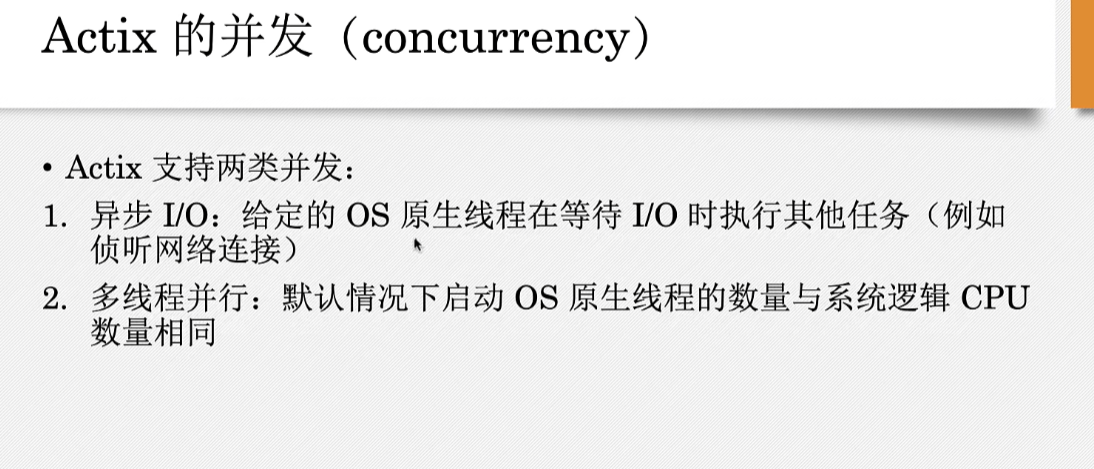 Actix 的并发（concurrency）
• Actix 支持两类并发：
1. 异步 I/O：给定的 OS 原生线程在等待 I/O 时执行其他任务（例如
侦听网络连接）
2. 多线程并行：默认情况下启动 OS 原生线程的数量与系统逻辑 CPU
数量相同